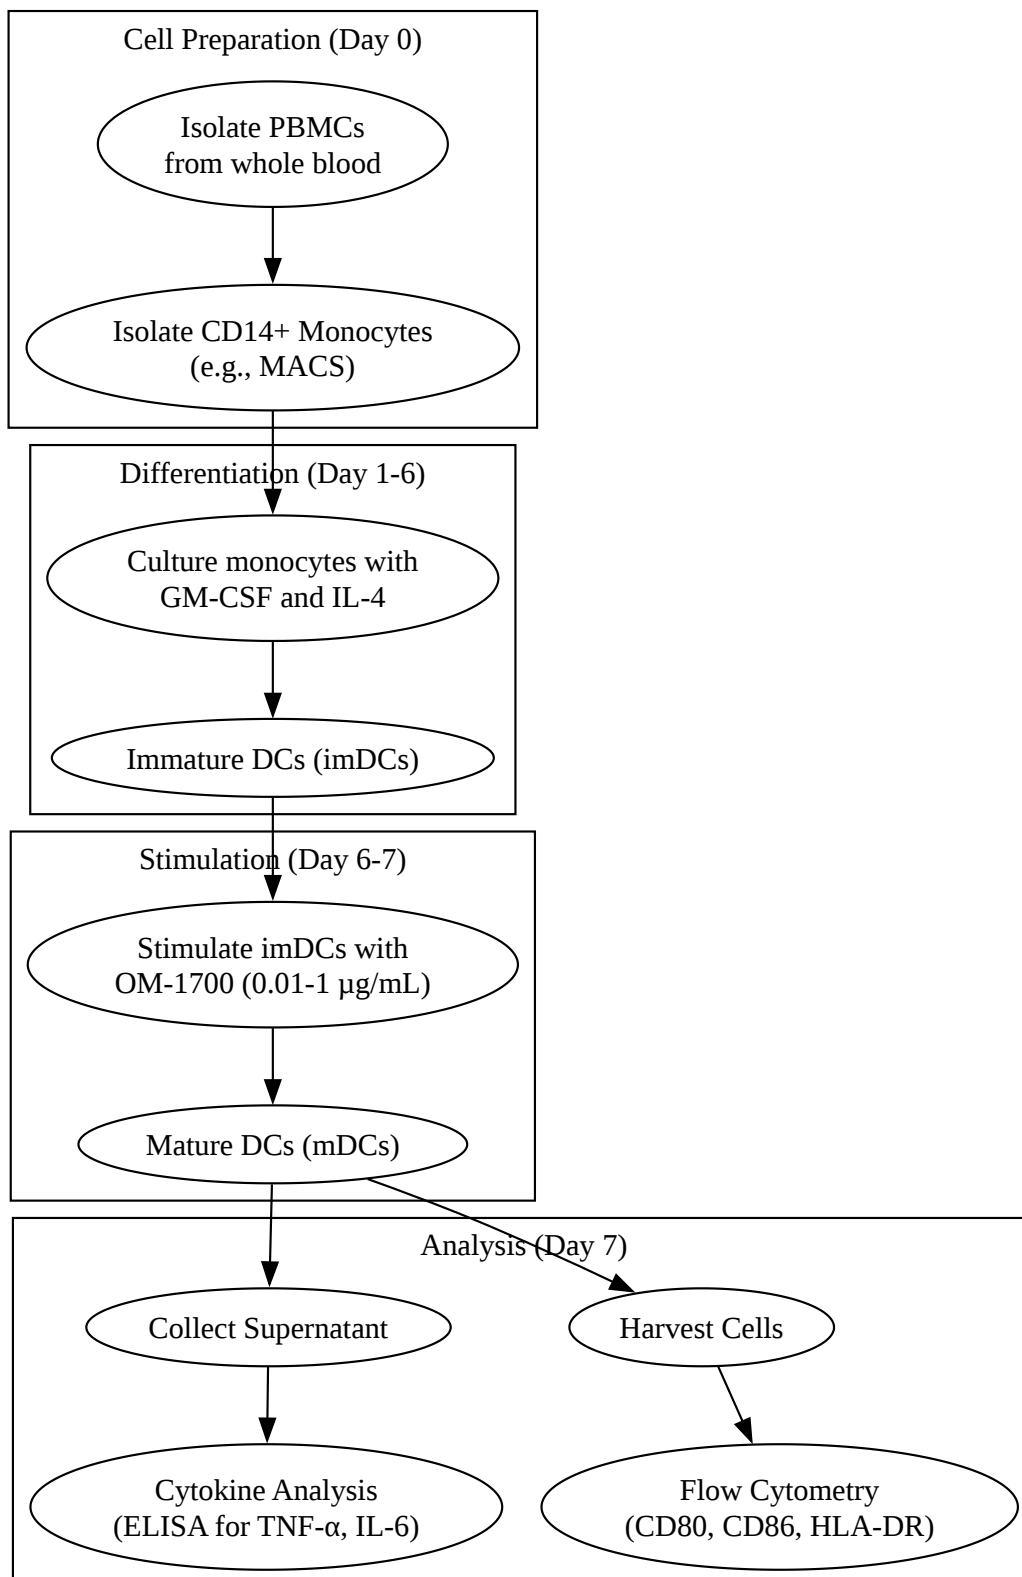 Cell Preparation (Day 0)
Isolate PBMCs
from whole blood
Isolate CD14+ Monocytes
(e.g., MACS)
Differentiation (Day 1-6)
Culture monocytes with
GM-CSF and IL-4
Immature DCs (imDCs)
Stimulation (Day 6-7)
Stimulate imDCs with
OM-1700 (0.01-1 µg/mL)
Mature DCs (mDCs)
Analysis (Day 7)
Collect Supernatant
Harvest Cells
Cytokine Analysis
(ELISA for TNF-α, IL-6)
Flow Cytometry
(CD80, CD86, HLA-DR)